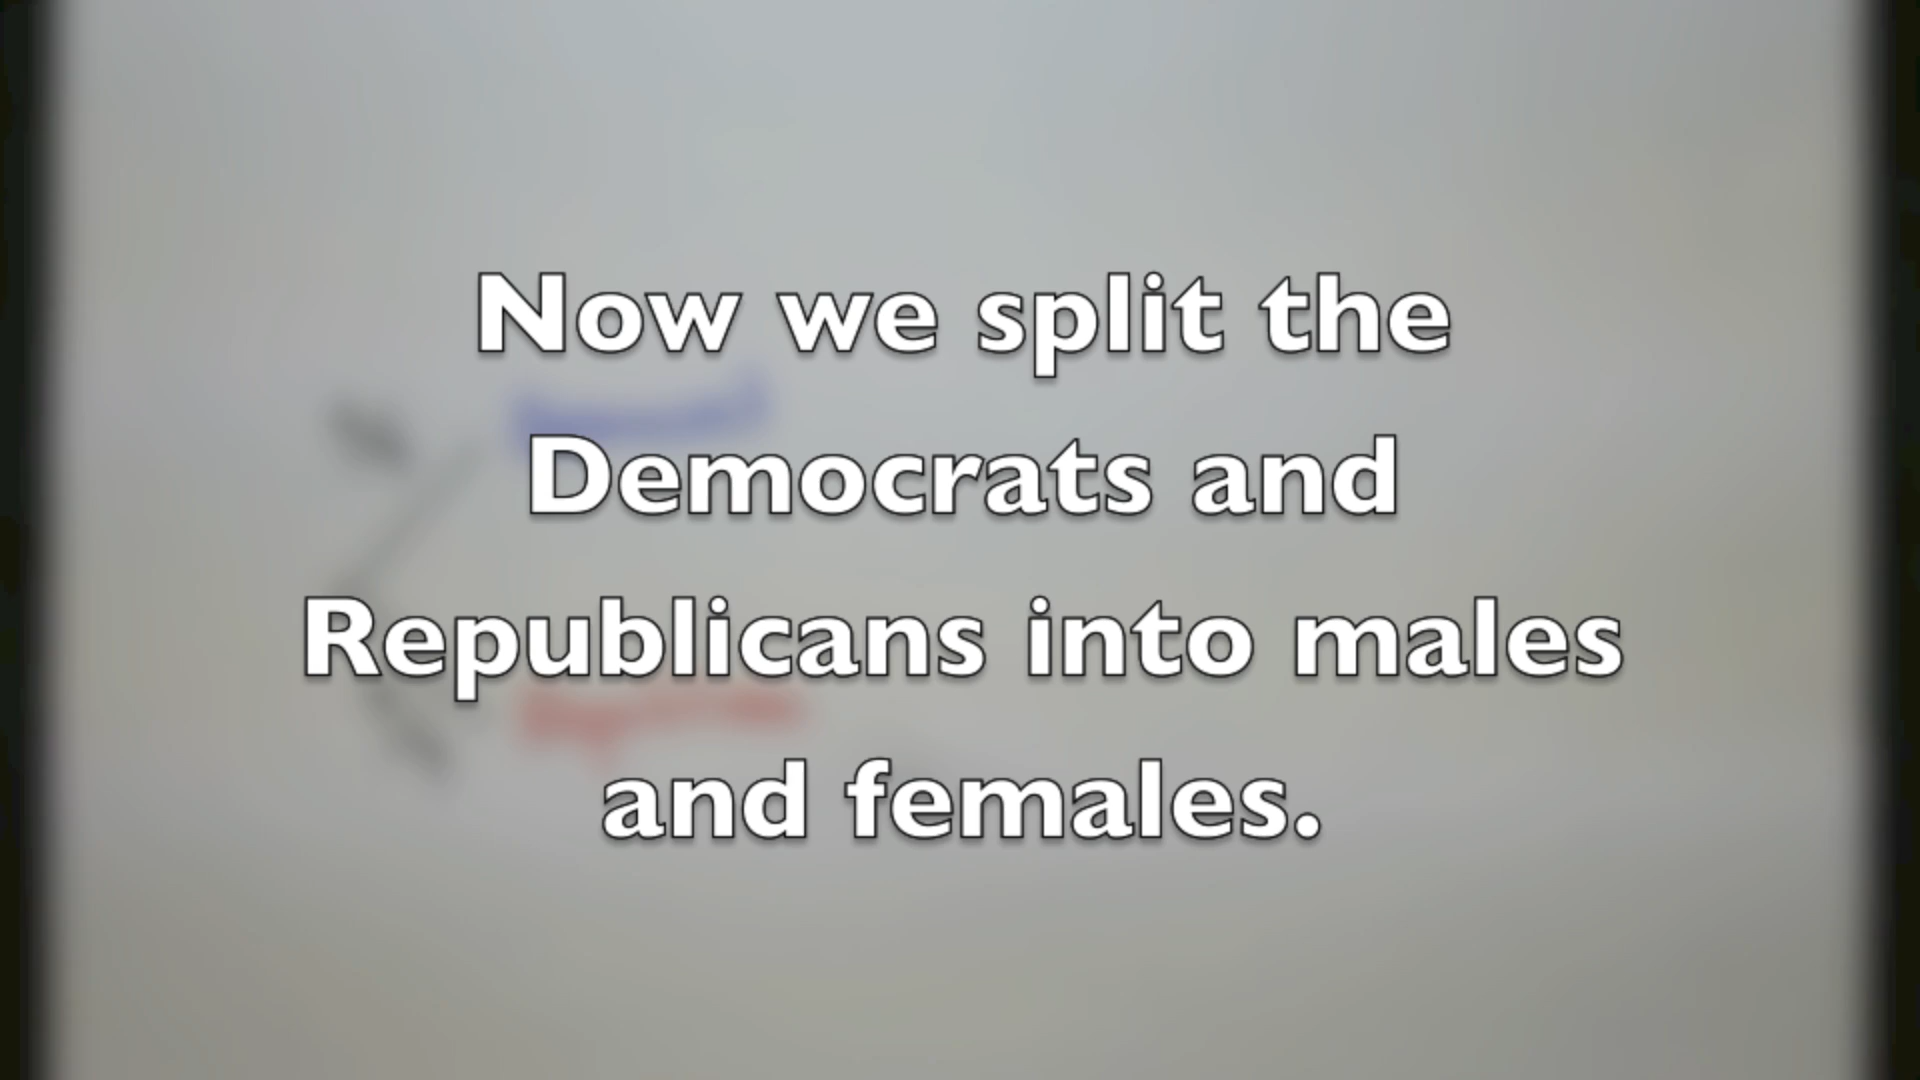 Now we split the
Democrats and
Republicans into males
and females.